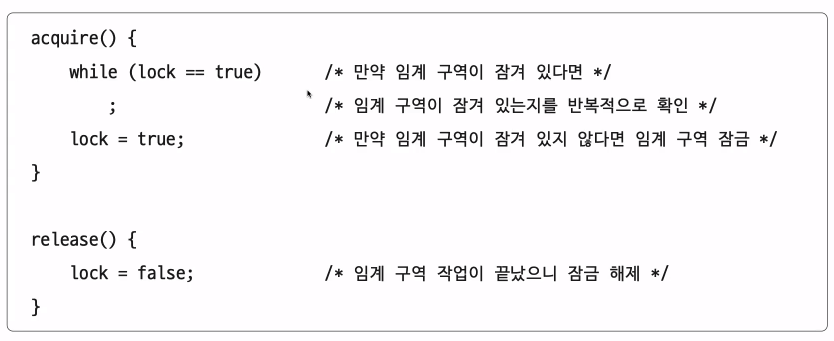 acquire() {
while (lock == true) /* 만약 임계 구역이 잠겨 있다면 */
; /* 임계 구역이 잠겨 있는지를 반복적으로 확인 */
lock = true; /* 만약 임계 구역이 잠겨 있지 않다면 임계 구역 잠금 */
}
release() {
lock = false; /* 임계 구역 작업이 끝났으니 잠금 해제 */
}